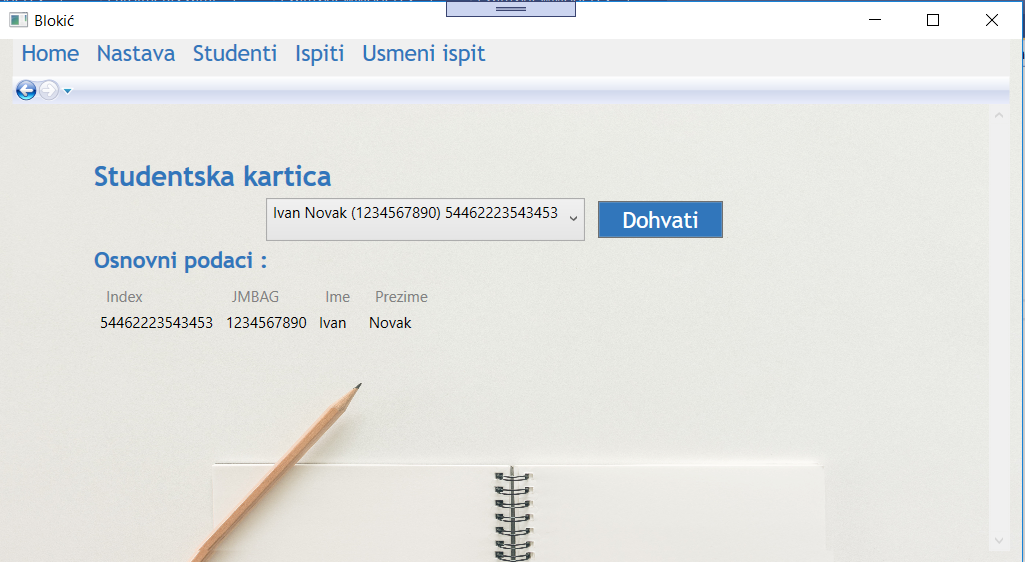 Blokić
Home Nastava Studenti Ispiti Usmeni ispit
Studentska kartica
Ivan Novak (1234567890) 54462223543453
Dohvati
Osnovni podaci :
Index JMBAG Ime Prezime
54462223543453 1234567890 Ivan Novak